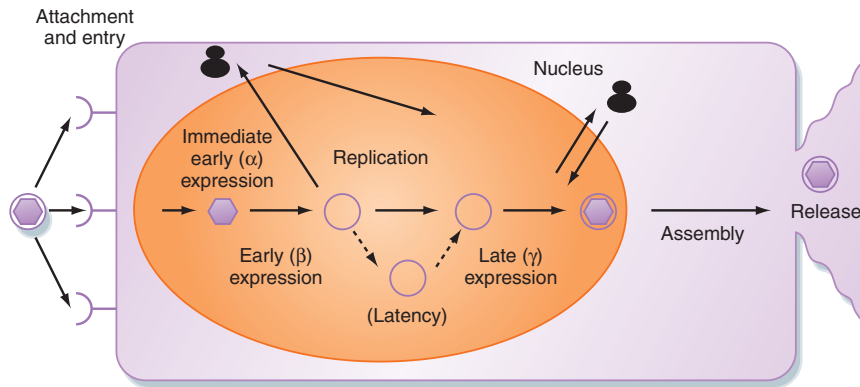 Attachment
and entry
Nucleus
Immediate
early (α)
expression
Replication
Early (β)
expression
Late (γ)
expression
(Latency)
Assembly
Release